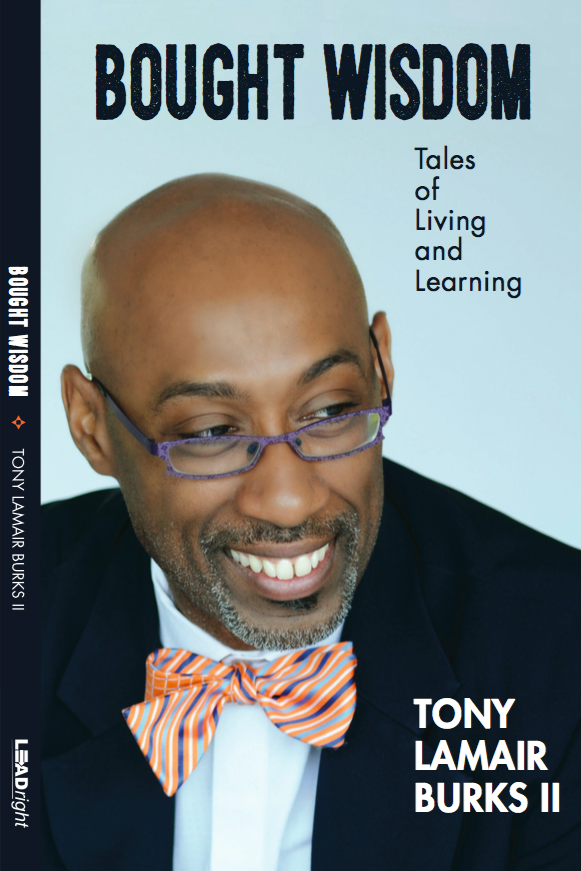 BOUGHT WISDOM
Tales
of
Living
and
Learning
TONY
LAMAIR
BURKS II
BOUGHT WISDOM
TONY LAMAIR BURKS II
LEADright